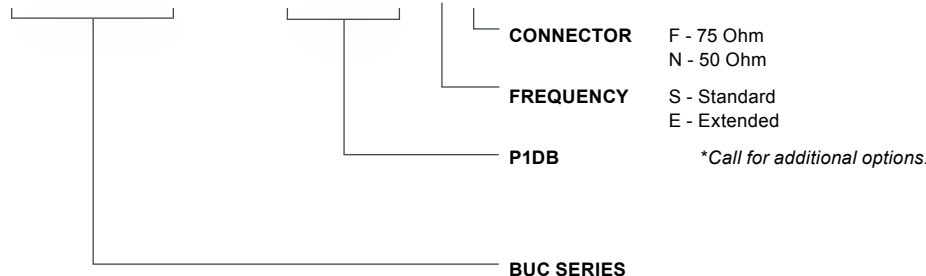 CONNECTOR F - 75 Ohm
N - 50 Ohm
FREQUENCY S - Standard
E - Extended
P1DB *Call for additional options.
BUC SERIES